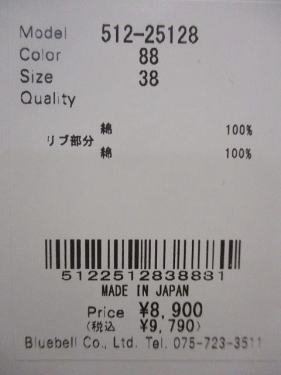 Model 512-25128
Color 88
Size 38
Quality
綿 100%
リブ部分
綿 100%
5122512838881
MADE IN JAPAN
Price ¥8,900
(税込 ¥9,790)
Bluebell Co., Ltd. Tel. 075-723-3511